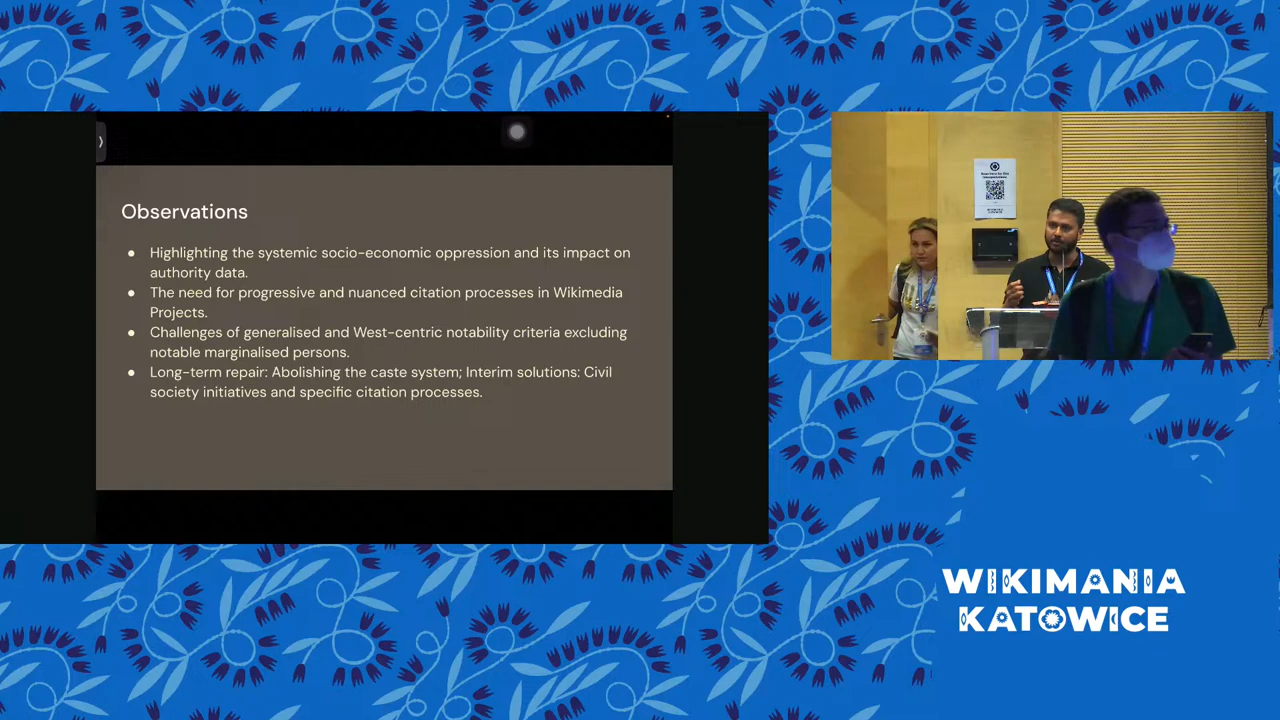 Observations
● Highlighting the systemic socio-economic oppression and its impact on
authority data.
● The need for progressive and nuanced citation processes in Wikimedia
Projects.
● Challenges of generalised and West-centric notability criteria excluding
notable marginalised persons.
● Long-term repair: Abolishing the caste system; Interim solutions: Civil
society initiatives and specific citation processes.
WIKIMANIA
KATOWICE